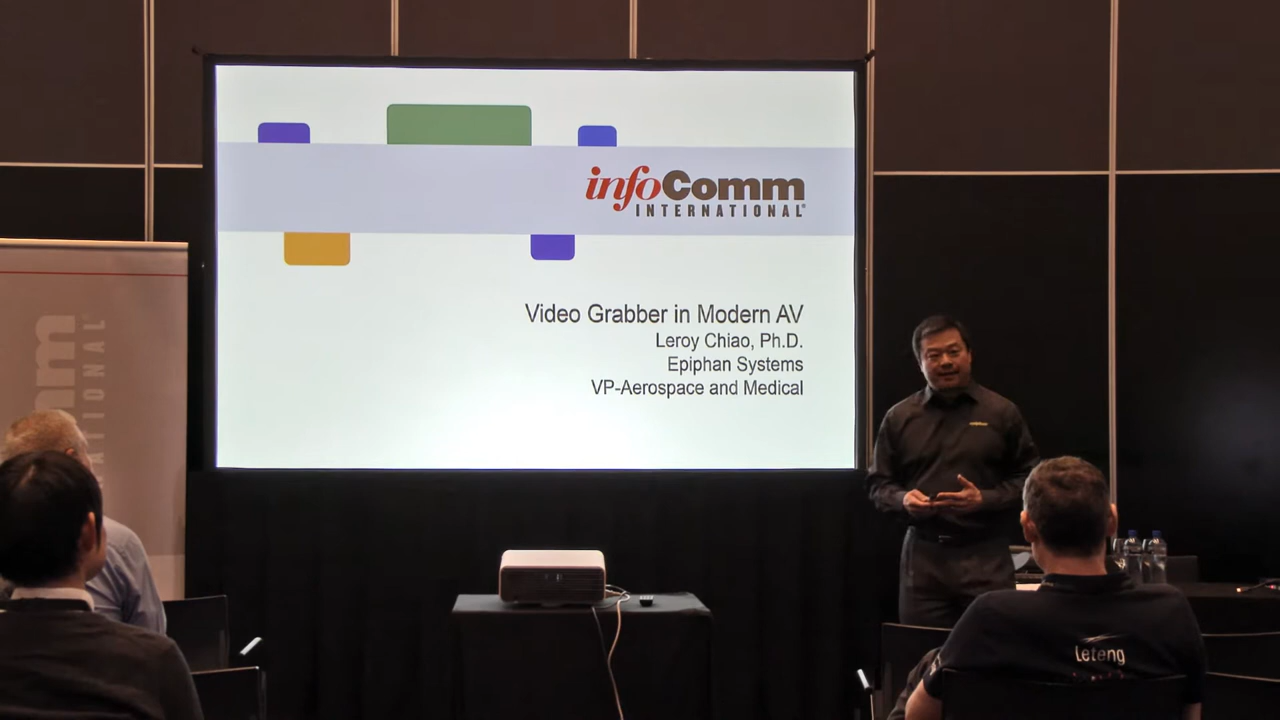 infoComm
INTERNATIONAL®
Video Grabber in Modern AV
Leroy Chiao, Ph.D.
Epiphan Systems
VP-Aerospace and Medical
leteng